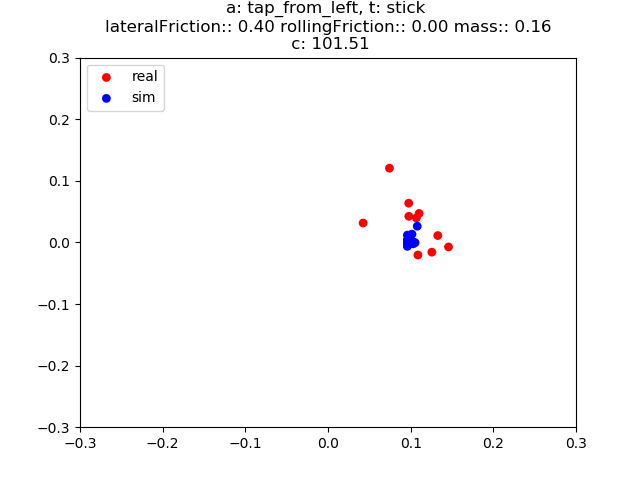 a: tap_from_left, t: stick
lateralFriction:: 0.40 rollingFriction:: 0.00 mass:: 0.16
c: 101.51
real
sim
0.3
0.2
0.1
0.0
−0.1
−0.2
−0.3
−0.3
−0.2
−0.1
0.0
0.1
0.2
0.3